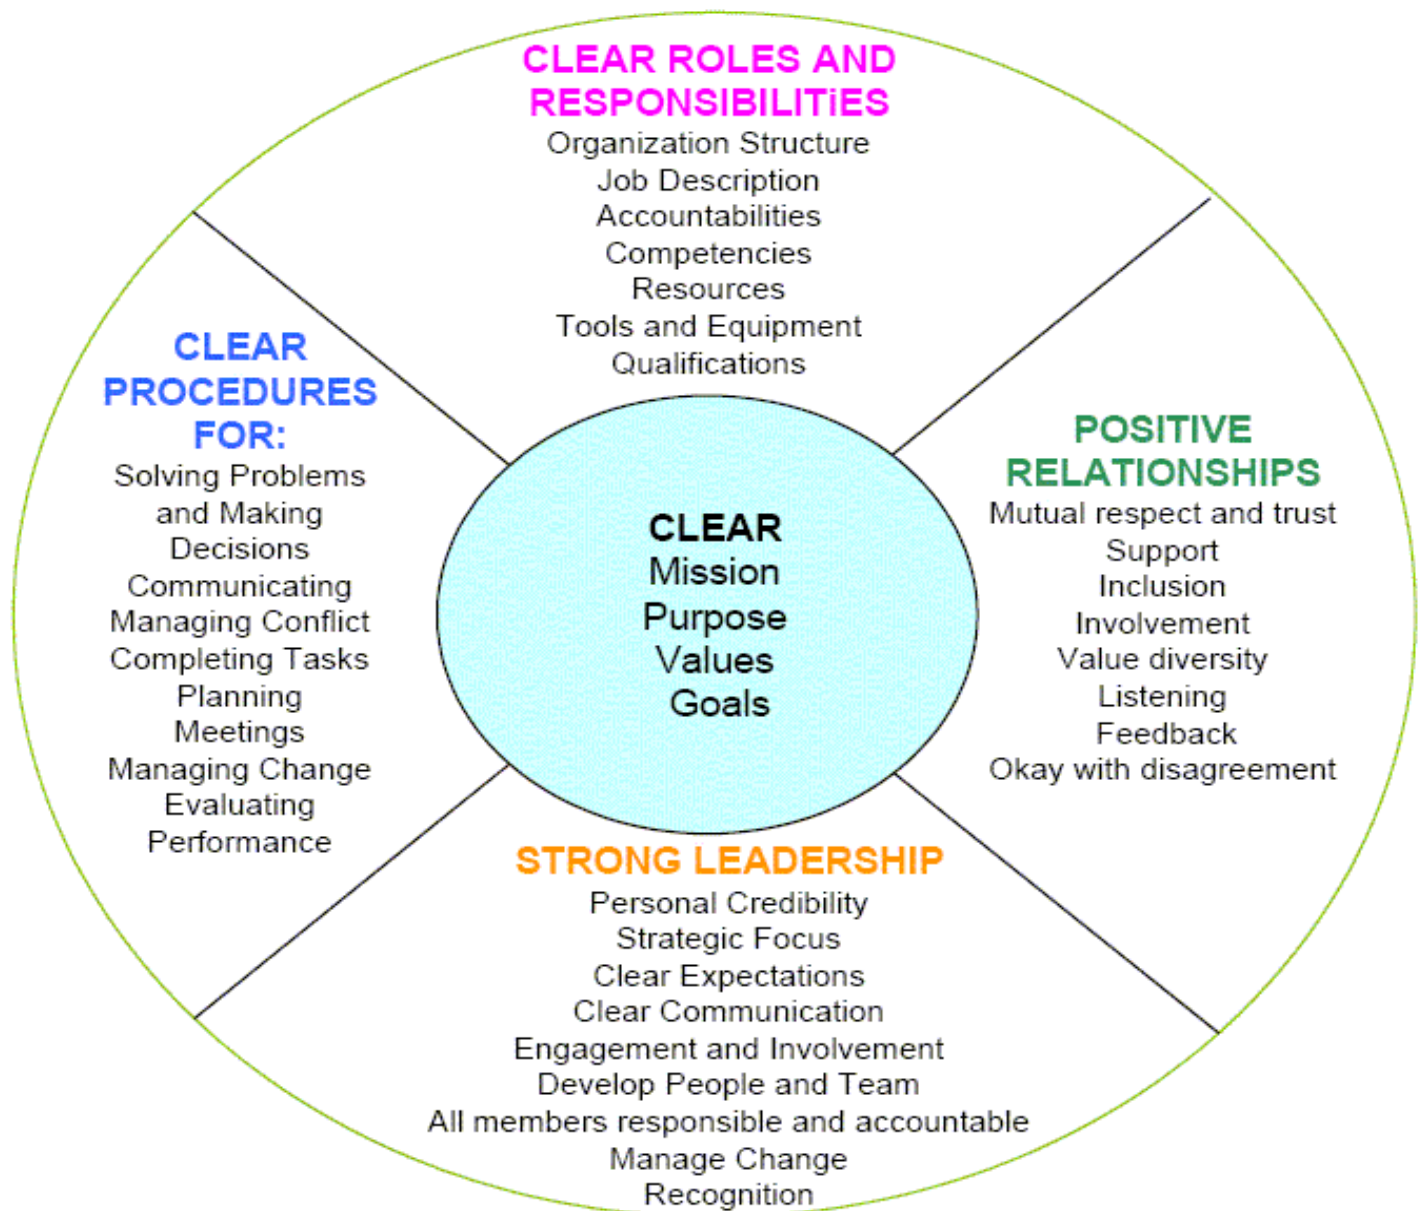 CLEAR ROLES AND
RESPONSIBILITiES
Organization Structure
Job Description
Accountabilities
Competencies
Resources
Tools and Equipment
Qualifications
CLEAR
PROCEDURES
FOR:
Solving Problems
and Making
Decisions
Communicating
Managing Conflict
Completing Tasks
Planning
Meetings
Managing Change
Evaluating
Performance
CLEAR
Mission
Purpose
Values
Goals
POSITIVE
RELATIONSHIPS
Mutual respect and trust
Support
Inclusion
Involvement
Value diversity
Listening
Feedback
Okay with disagreement
STRONG LEADERSHIP
Personal Credibility
Strategic Focus
Clear Expectations
Clear Communication
Engagement and Involvement
Develop People and Team
All members responsible and accountable
Manage Change
Recognition